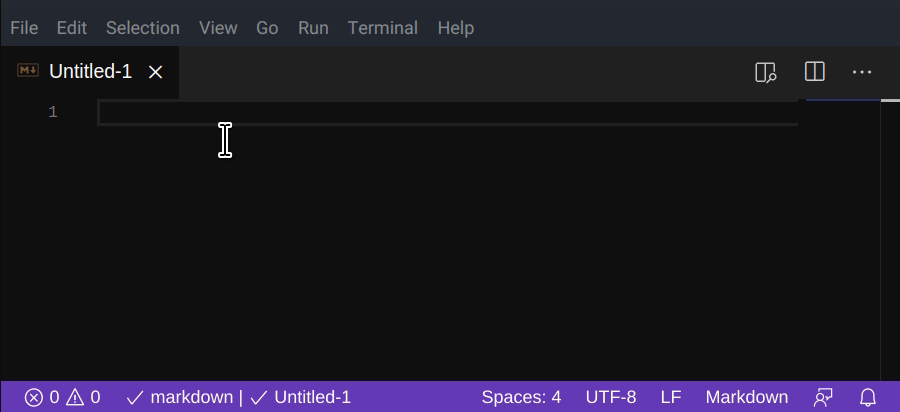 File Edit Selection View Go Run Terminal Help
M Untitled-1
1
0 0 markdown | Untitled-1 Spaces: 4 UTF-8 LF Markdown